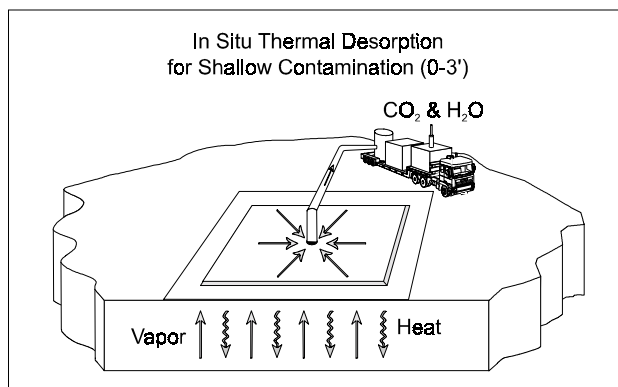 In Situ Thermal Desorption
for Shallow Contamination (0-3')
CO₂ & H₂O
Vapor
Heat